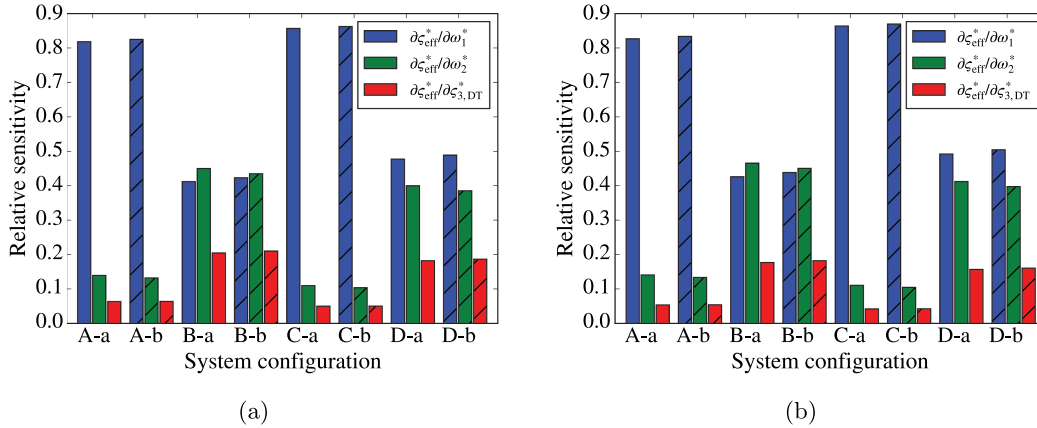 0.9
0.8
0.7
0.6
0.5
0.4
0.3
0.2
0.1
0.0
Relative sensitivity
∂ς*eff/∂ω*1
∂ς*eff/∂ω*2
∂ς*eff/∂ς*3,DT
A-a A-b B-a B-b C-a C-b D-a D-b
System configuration
(a)
0.9
0.8
0.7
0.6
0.5
0.4
0.3
0.2
0.1
0.0
Relative sensitivity
∂ς*eff/∂ω*1
∂ς*eff/∂ω*2
∂ς*eff/∂ς*3,DT
A-a A-b B-a B-b C-a C-b D-a D-b
System configuration
(b)